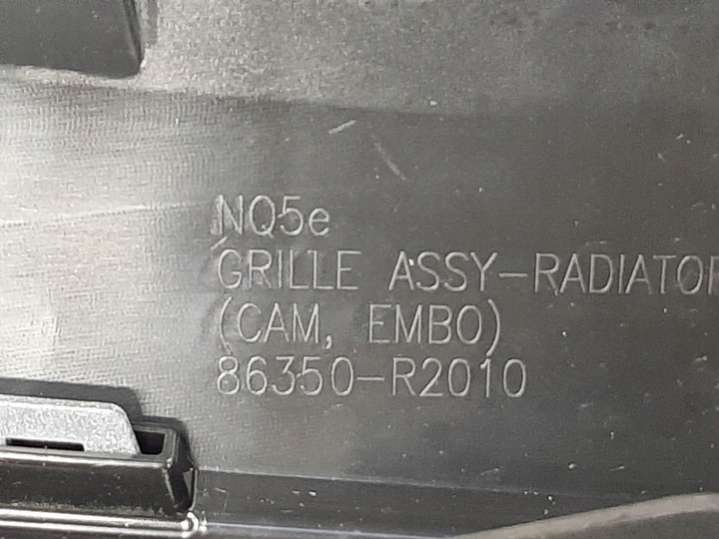 NQ5e
GRILLE ASSY-RADIATOR
(CAM, EMBO)
86350-R2010